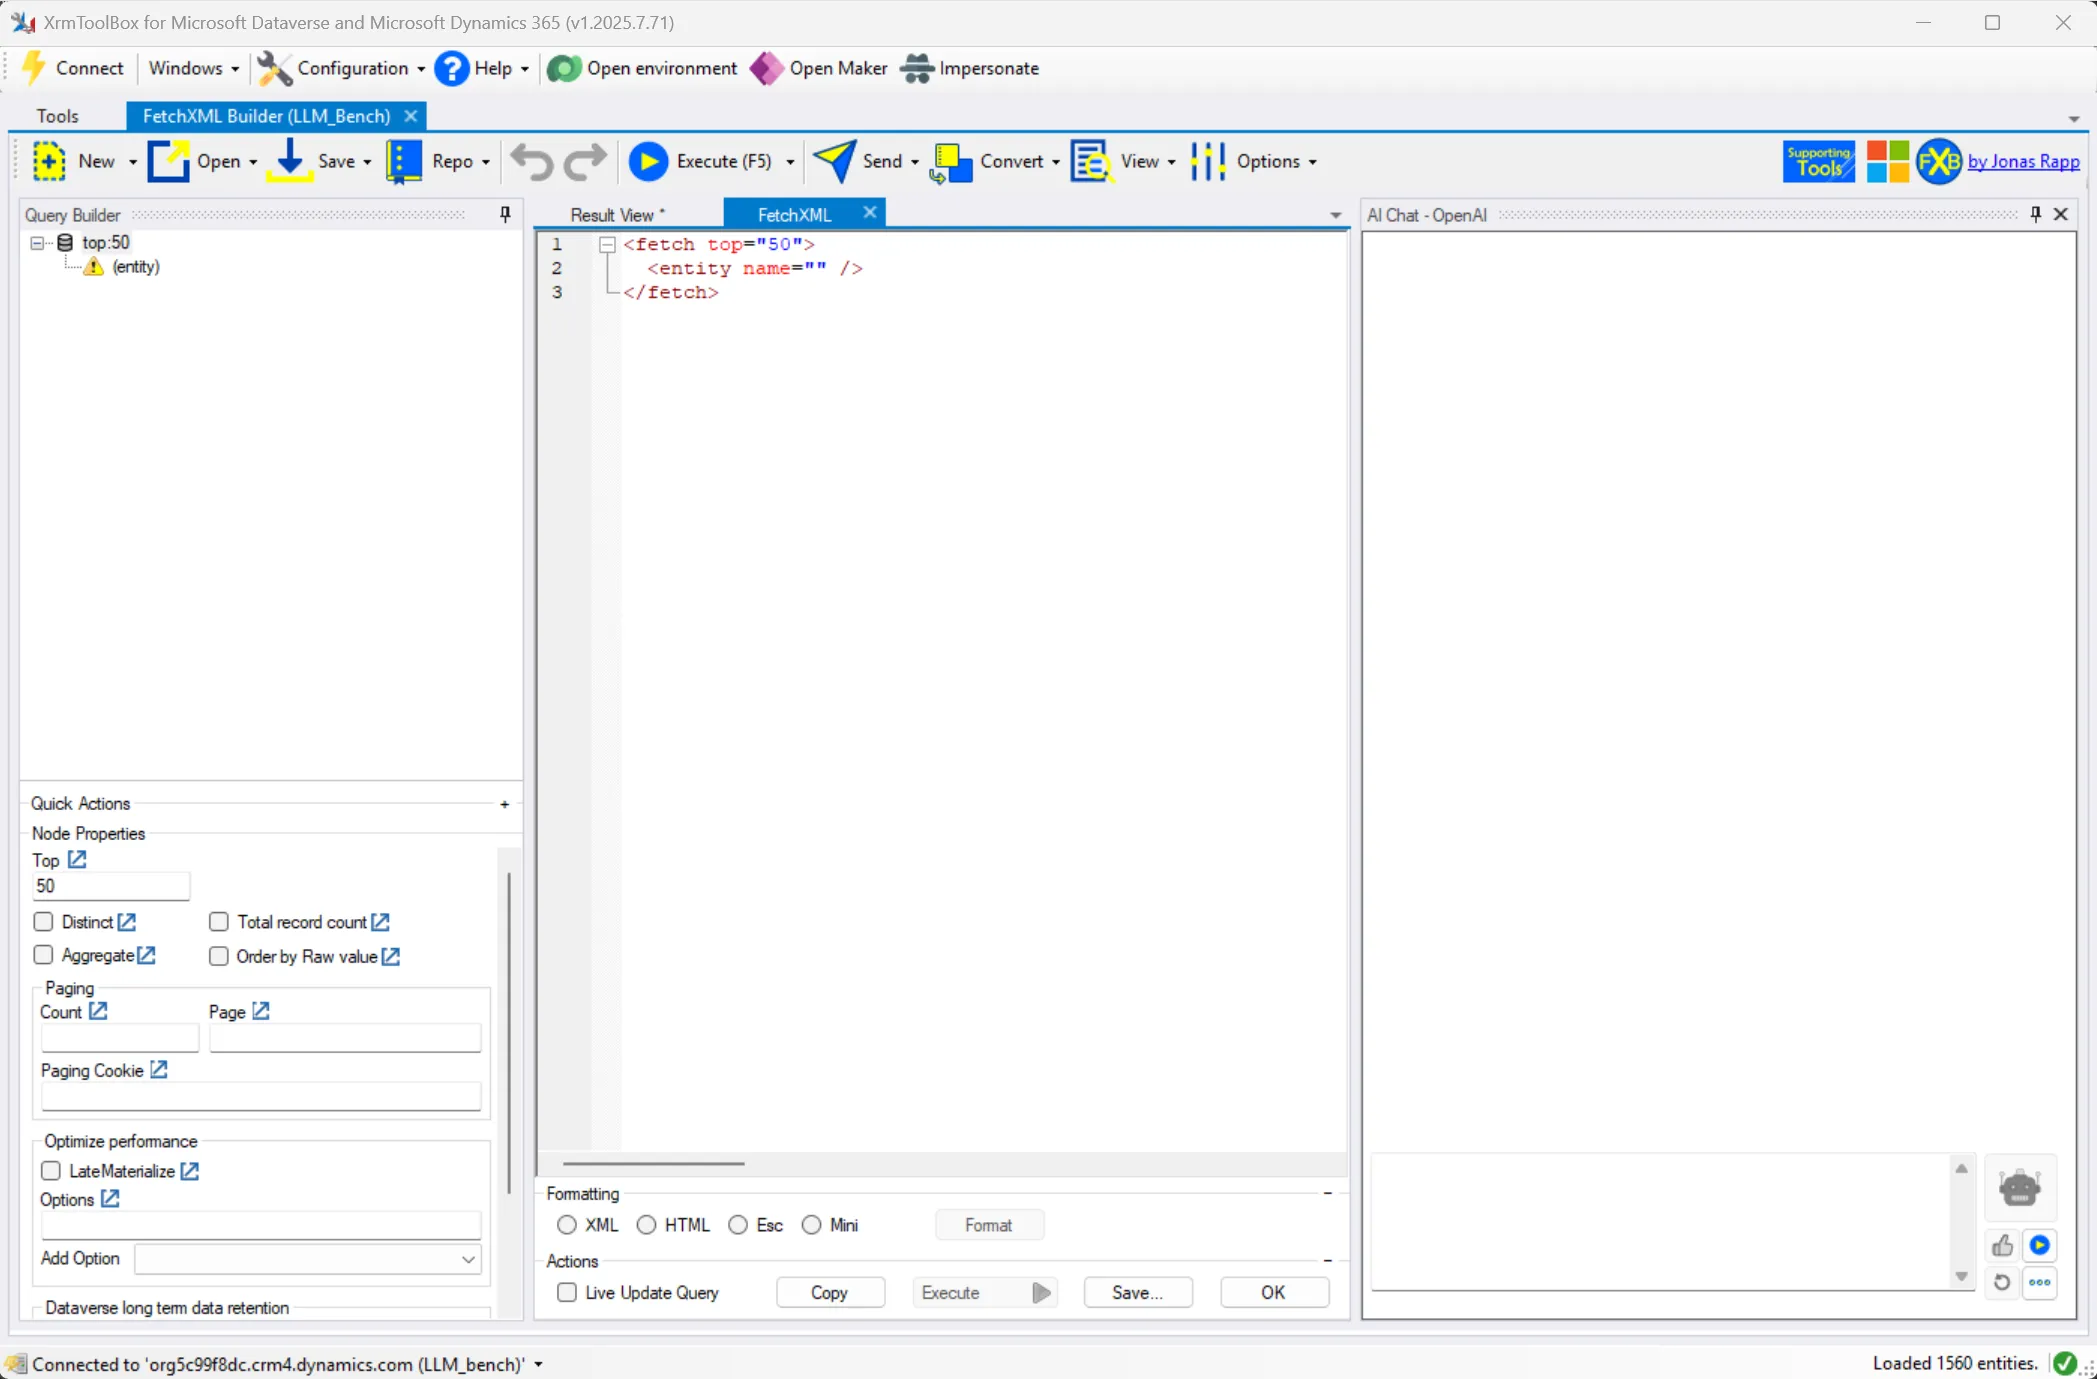 XrmToolBox for Microsoft Dataverse and Microsoft Dynamics 365 (v1.2025.7.71)
Connect Windows Configuration Help Open environment Open Maker Impersonate
Tools FetchXML Builder (LLM_Bench)
New Open Save Repo Execute (F5) Send Convert View Options Supporting Tools FXB by Jonas Rapp
Query Builder
top:50
(entity)
Quick Actions +
Node Properties
Top
50
Distinct Total record count
Aggregate Order by Raw value
Paging
Count Page
Paging Cookie
Optimize performance
LateMaterialize
Options
Add Option
Dataverse long term data retention
Result View * FetchXML
1 <fetch top="50">
2 <entity name="" />
3 </fetch>
Formatting
XML HTML Esc Mini Format
Actions
Live Update Query Copy Execute Save... OK
AI Chat - OpenAI
Connected to 'org5c99f8dc.crm4.dynamics.com (LLM_bench)' Loaded 1560 entities.